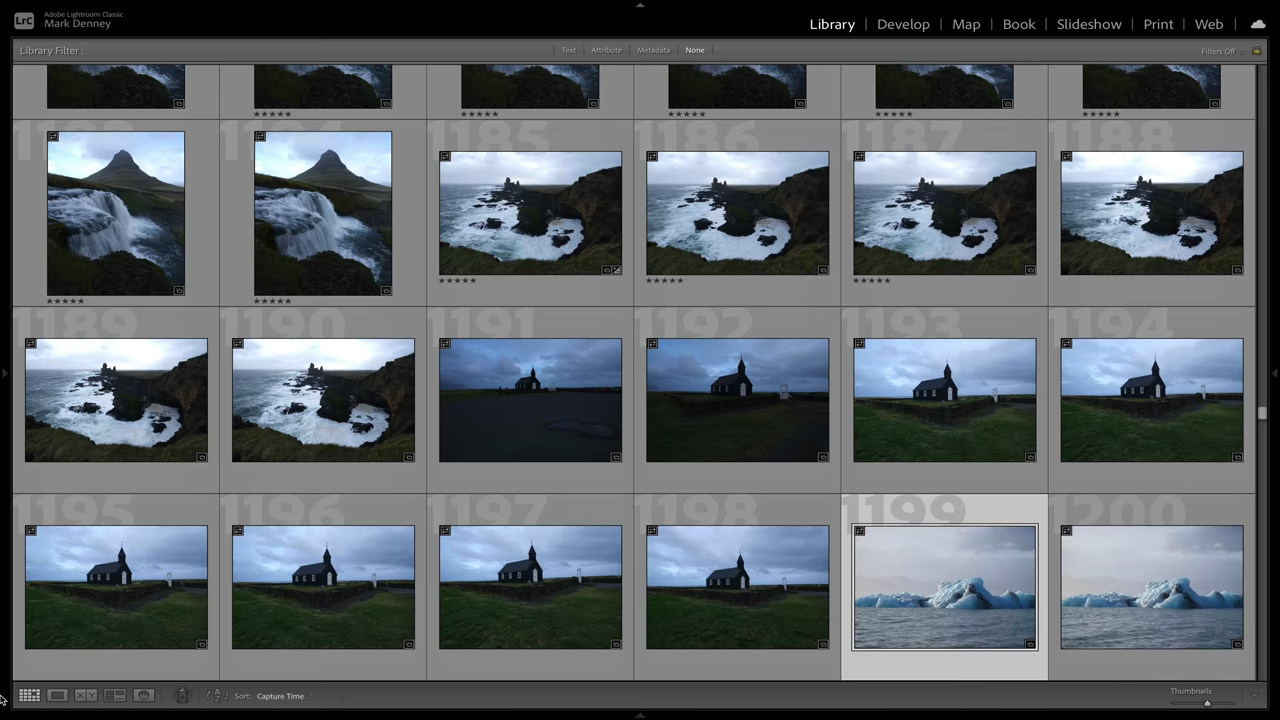 LrC
Adobe Lightroom Classic
Mark Denney
Library | Develop | Map | Book | Slideshow | Print | Web
Library Filter :
Text | Attribute | Metadata | None
Filters Off
★★★★★ ★★★★★ ★★★★★ ★★★★★ ★★★★★
1184 1185 1186 1187 1188
★★★★★ ★★★★★ ★★★★★ ★★★★★ ★★★★★
1189 1190 1191 1192 1193 1194
1195 1196 1197 1198 1199 1200
XY
Sort: Capture Time
Thumbnails